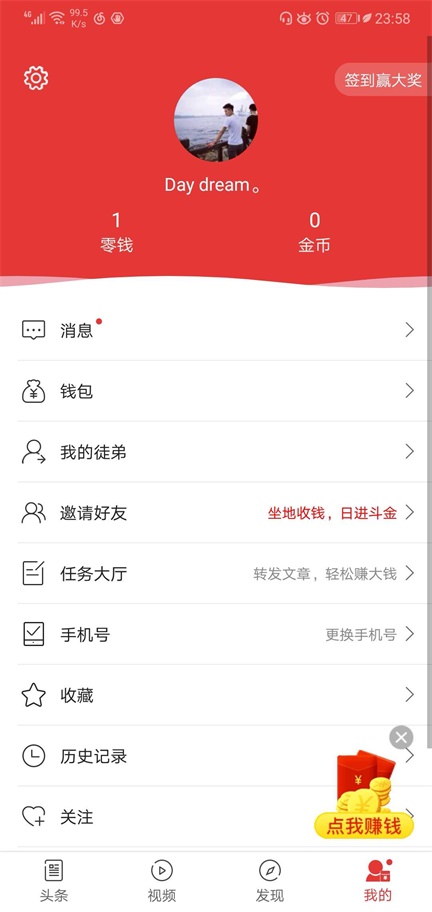 4G 99.5 K/s 47 23:58
签到赢大奖
Day dream。
1 0
零钱 金币
消息
¥ 钱包
我的徒弟
邀请好友 坐地收钱，日进斗金
任务大厅 转发文章，轻松赚大钱
手机号 更换手机号
收藏
历史记录
¥
关注
点我赚钱
头条 视频 发现 我的